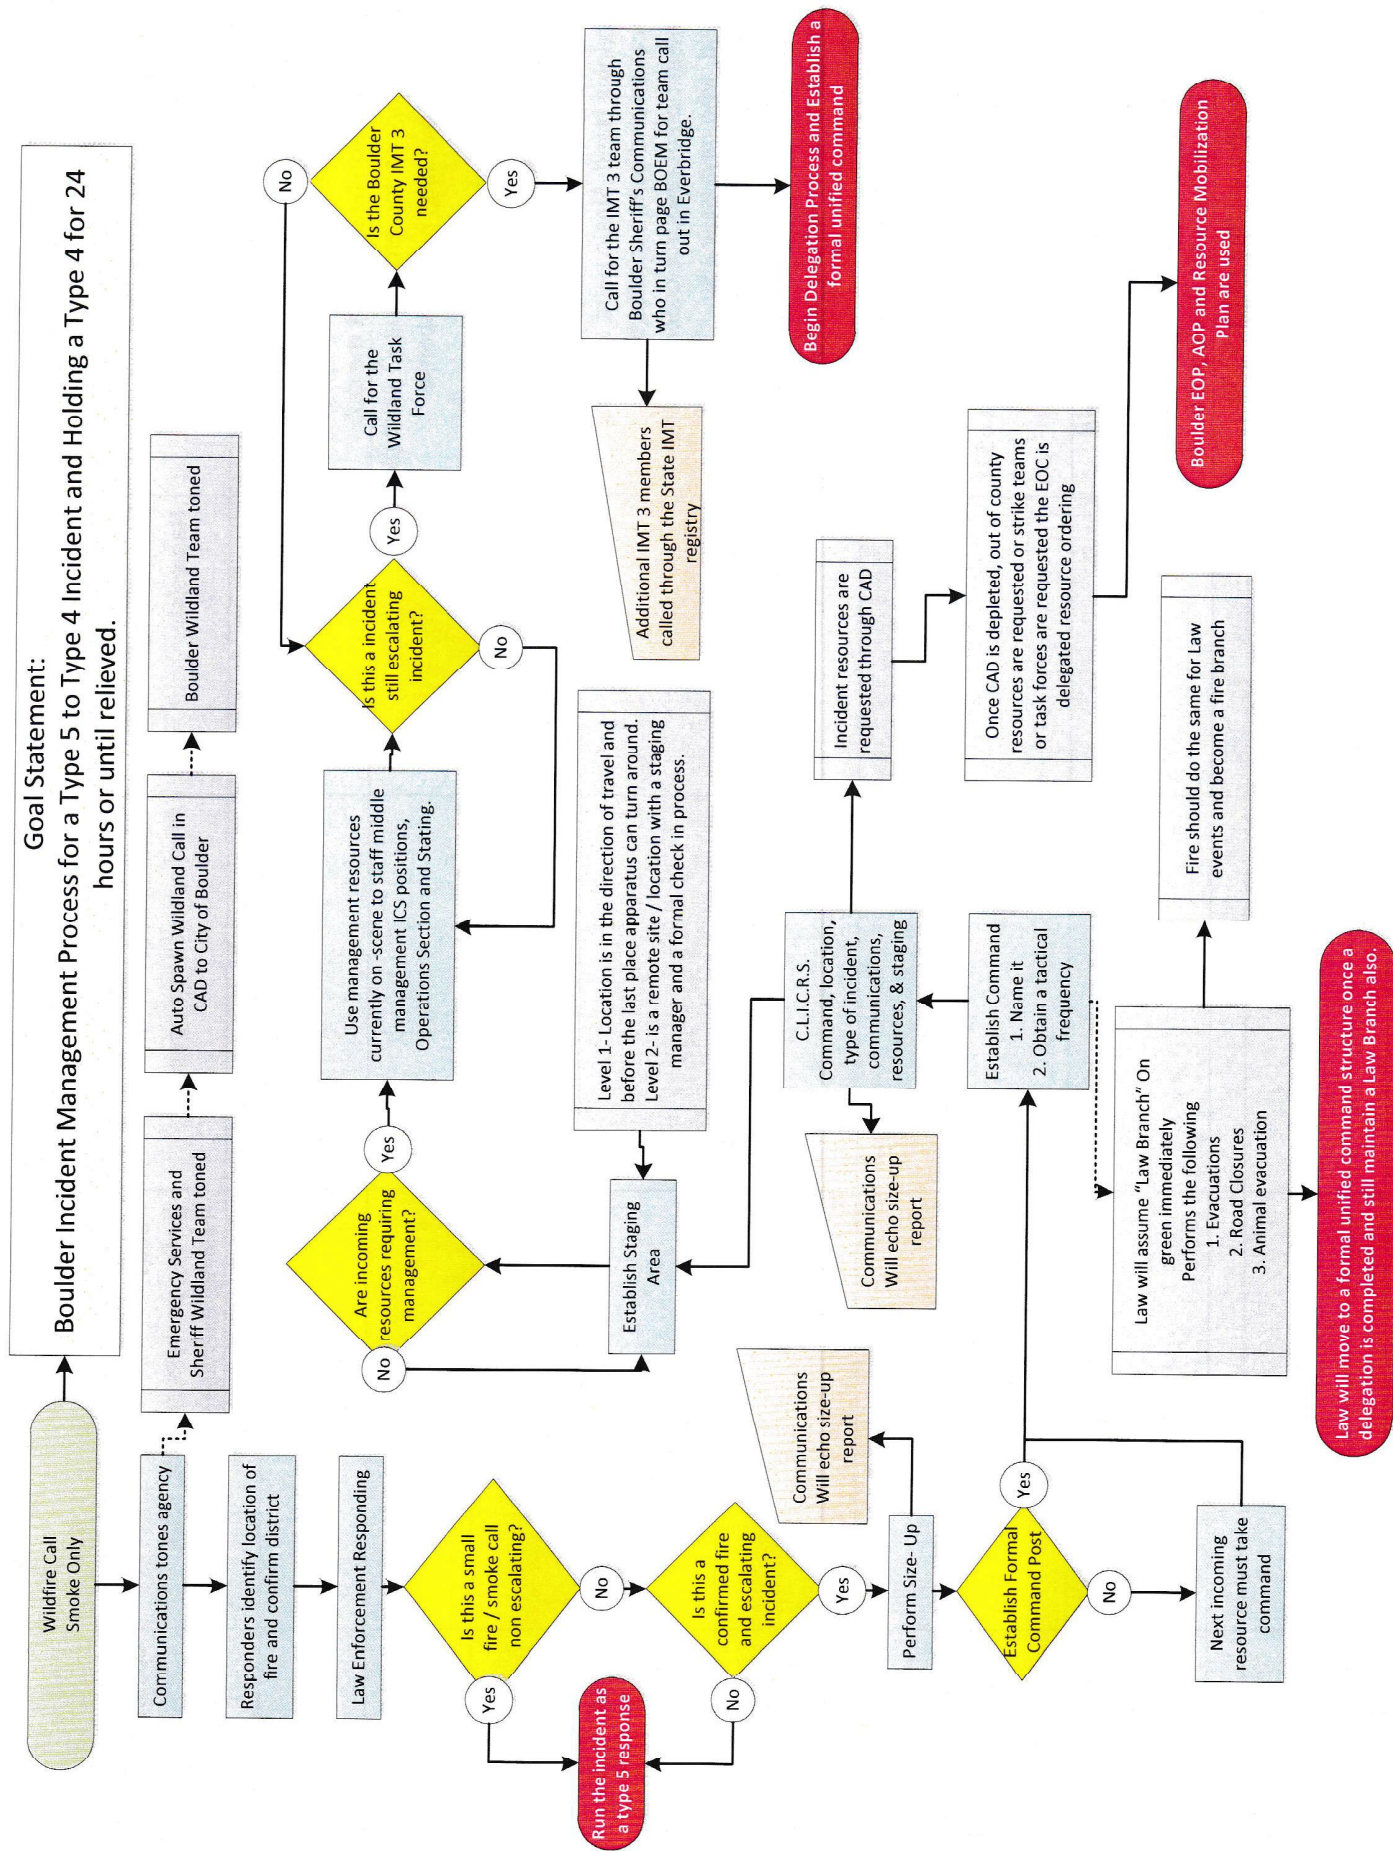 Goal Statement:
Boulder Incident Management Process for a Type 5 to Type 4 Incident and Holding a Type 4 for 24
hours or until relieved.
Wildfire Call
Smoke Only
Communications tones agency
Emergency Services and
Sheriff Wildland Team toned
Auto Spawn Wildland Call in
CAD to City of Boulder
Boulder Wildland Team toned
Responders identify location of
fire and confirm district
Law Enforcement Responding
Is this a small
fire / smoke call
non escalating?
Yes
No
Run the incident as
a type 5 response
Is this a
confirmed fire
and escalating
incident?
No
Yes
Perform Size- Up
Communications
Will echo size-up
report
Establish Formal
Command Post
Yes
No
Next incoming
resource must take
command
Establish Command
1. Name it
2. Obtain a tactical
frequency
C.L.I.C.R.S.
Command, location,
type of incident,
communications,
resources, & staging
Communications
Will echo size-up
report
Law will assume “Law Branch” On
green immediately
Performs the following
1. Evacuations
2. Road Closures
3. Animal evacuation
Fire should do the same for Law
events and become a fire branch
Law will move to a formal unified command structure once a
delegation is completed and still maintain a Law Branch also.
Incident resources are
requested through CAD
Once CAD is depleted, out of county
resources are requested or strike teams
or task forces are requested the EOC is
delegated resource ordering
Boulder EOP, AOP and Resource Mobilization
Plan are used
Establish Staging
Area
Level 1- Location is in the direction of travel and
before the last place apparatus can turn around.
Level 2- is a remote site / location with a staging
manager and a formal check in process.
Are incoming
resources requiring
management?
No
Yes
Use management resources
currently on -scene to staff middle
management ICS positions,
Operations Section and Stating.
Is this a incident
still escalating
incident?
No
Yes
Call for the
Wildland Task
Force
Is the Boulder
County IMT 3
needed?
No
Yes
Call for the IMT 3 team through
Boulder Sheriff’s Communications
who in turn page BOEM for team call
out in Everbridge.
Additional IMT 3 members
called through the State IMT
registry
Begin Delegation Process and Establish a
formal unified command